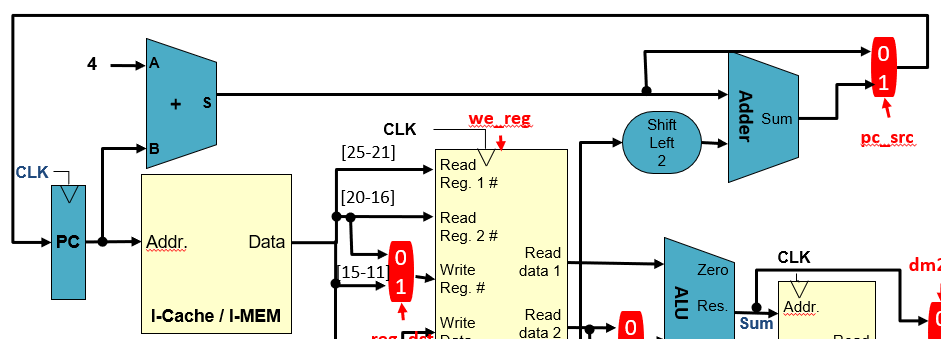 4
A
+
S
B
CLK
PC
Addr.
Data
I-Cache / I-MEM
CLK
we_reg
[25-21]
[20-16]
[15-11]
0
1
Read
Reg. 1 #
Read
Reg. 2 #
Write
Reg. #
Write
Read
data 1
Read
data 2
0
Shift
Left
2
Adder
Sum
0
1
pc_src
Zero
ALU
Res.
Sum
CLK
Addr.